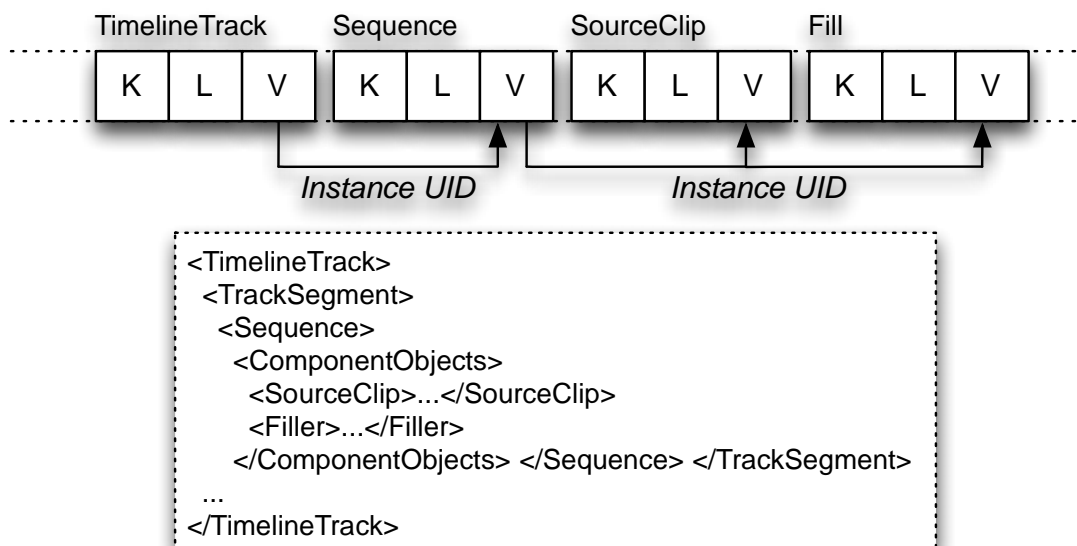 TimelineTrack Sequence SourceClip Fill
K L V K L V K L V K L V
Instance UID Instance UID
<TimelineTrack>
<TrackSegment>
<Sequence>
<ComponentObjects>
<SourceClip>...</SourceClip>
<Filler>...</Filler>
</ComponentObjects> </Sequence> </TrackSegment>
...
</TimelineTrack>